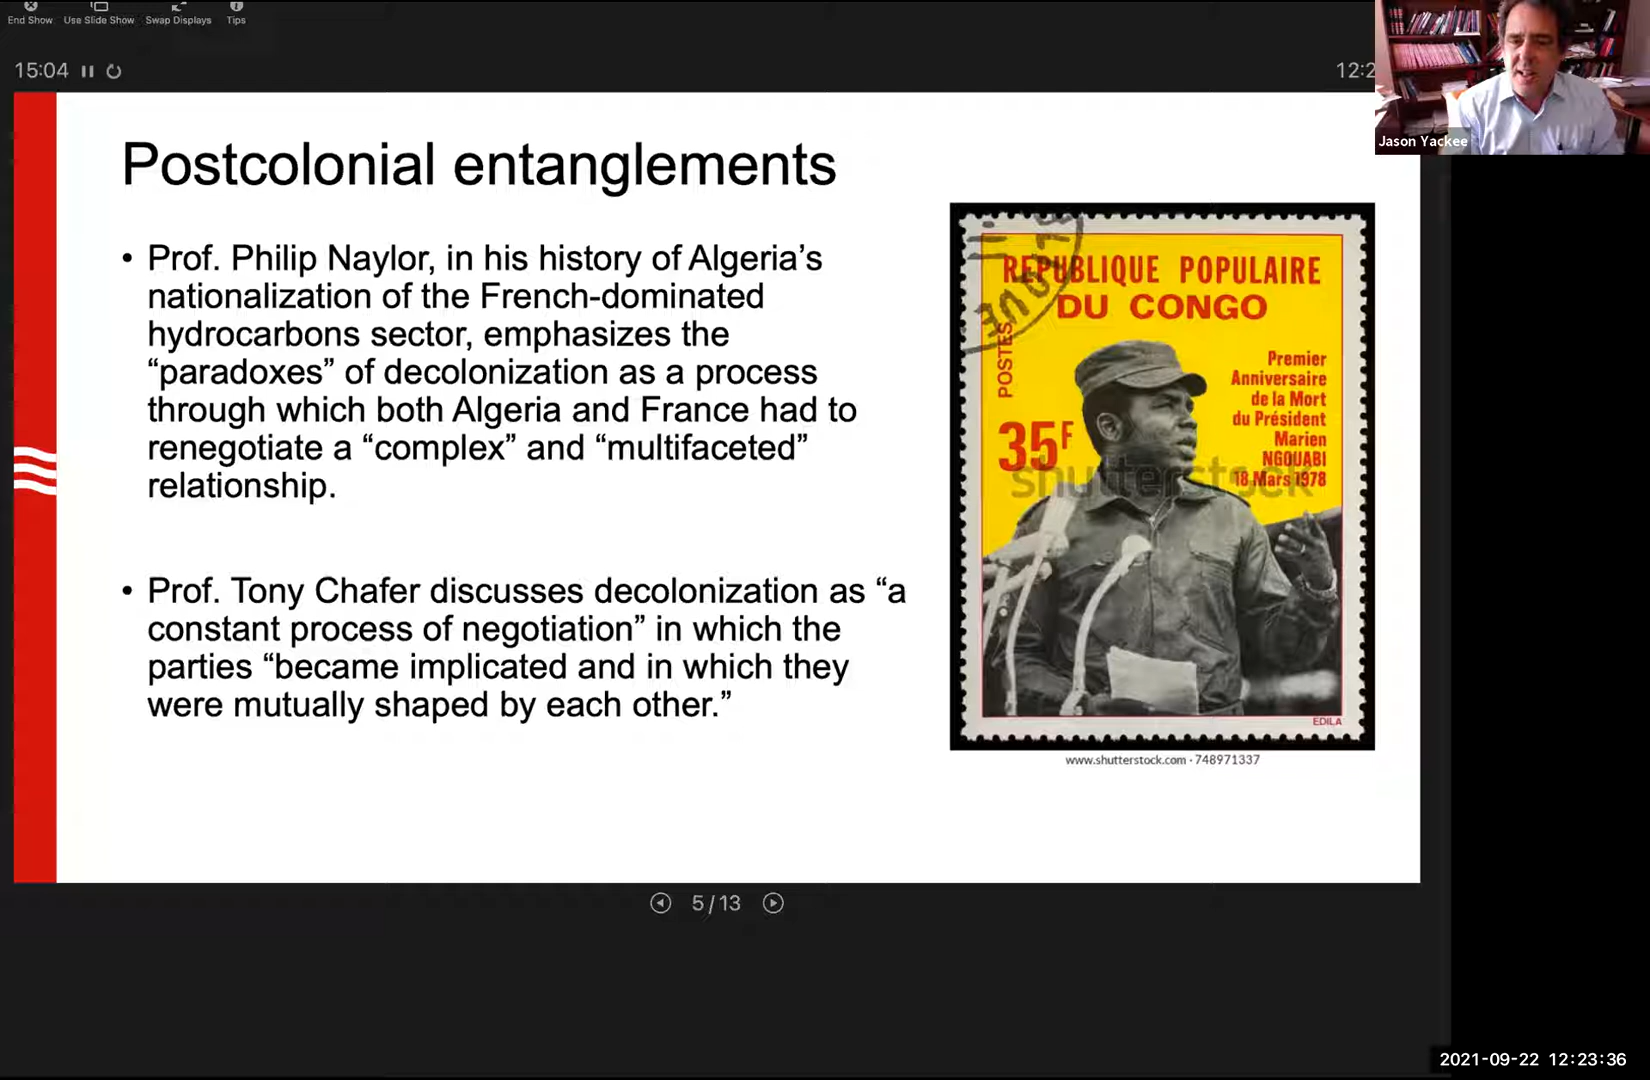 End Show Use Slide Show Swap Displays Tips
15:04
12:2
Jason Yackee
Postcolonial entanglements
• Prof. Philip Naylor, in his history of Algeria’s
nationalization of the French-dominated
hydrocarbons sector, emphasizes the
“paradoxes” of decolonization as a process
through which both Algeria and France had to
renegotiate a “complex” and “multifaceted”
relationship.
• Prof. Tony Chafer discusses decolonization as “a
constant process of negotiation” in which the
parties “became implicated and in which they
were mutually shaped by each other.”
REPUBLIQUE POPULAIRE
DU CONGO
POSTES
Premier
Anniversaire
de la Mort
du Président
Marien
NGOUABI
18 Mars 1978
35F
shutterstock
EDILA
www.shutterstock.com · 748971337
5/13
2021-09-22 12:23:36